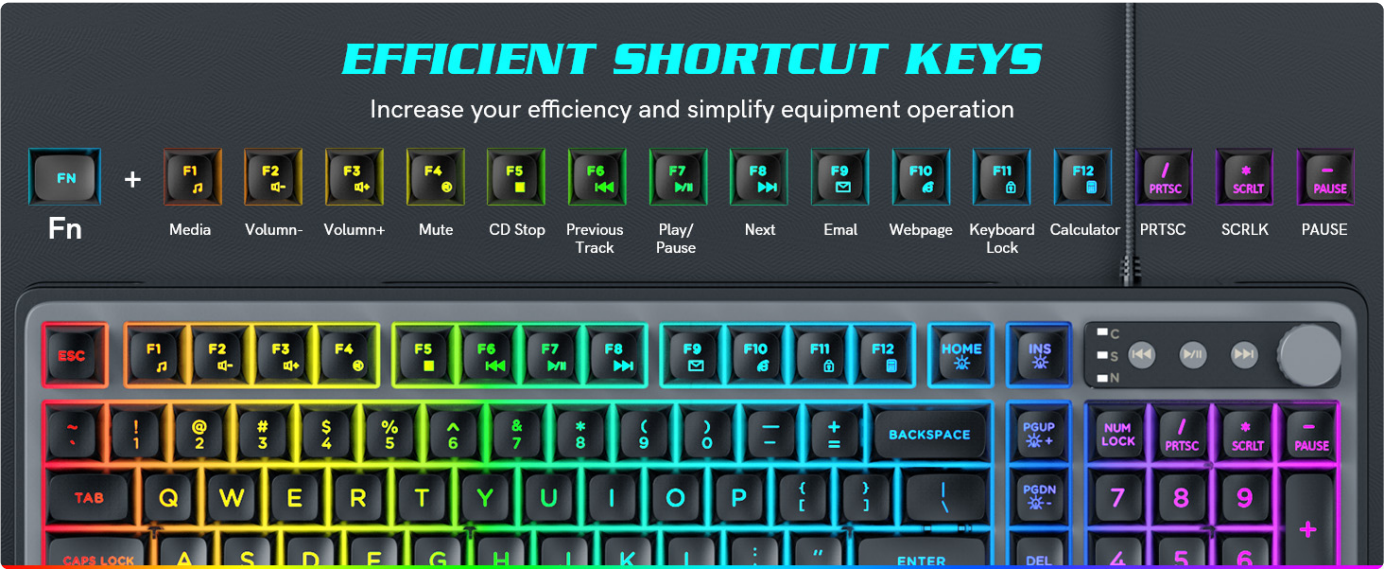 EFFICIENT SHORTCUT KEYS
Increase your efficiency and simplify equipment operation
FN + F1 F2 F3 F4 F5 F6 F7 F8 F9 F10 F11 F12 / PRTSC * SCRLT - PAUSE
Fn Media Volumn- Volumn+ Mute CD Stop Previous Track Play/ Pause Next Emal Webpage Keyboard Lock Calculator PRTSC SCRLK PAUSE
ESC F1 F2 F3 F4 F5 F6 F7 F8 F9 F10 F11 F12 HOME INS C S N
~ ` ! 1 @ 2 # 3 $ 4 % 5 ^ 6 & 7 * 8 ( 9 ) 0 — - + = BACKSPACE PGUP + NUM LOCK / PRTSC * SCRLT - PAUSE
TAB Q W E R T Y U I O P { [ } ] | \ PGDN - 7 8 9 +
CAPS LOCK A S D F G H J K L : ; " ENTER DEL 4 5 6